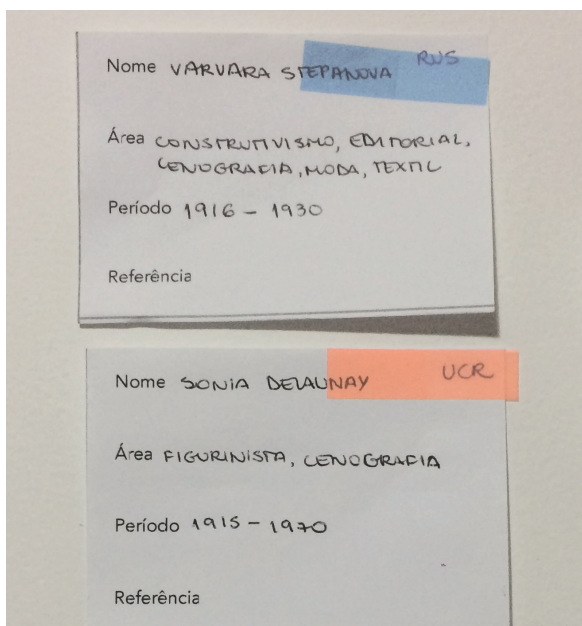 Nome VARVARA STEPANOVA RUS
Área CONSTRUTIVISMO, EDITORIAL,
CENOGRAFIA, MODA, TEXTIL
Período 1916 – 1930
Referência
Nome SONIA DELAUNAY UCR
Área FIGURINISTA, CENOGRAFIA
Período 1915 – 1970
Referência